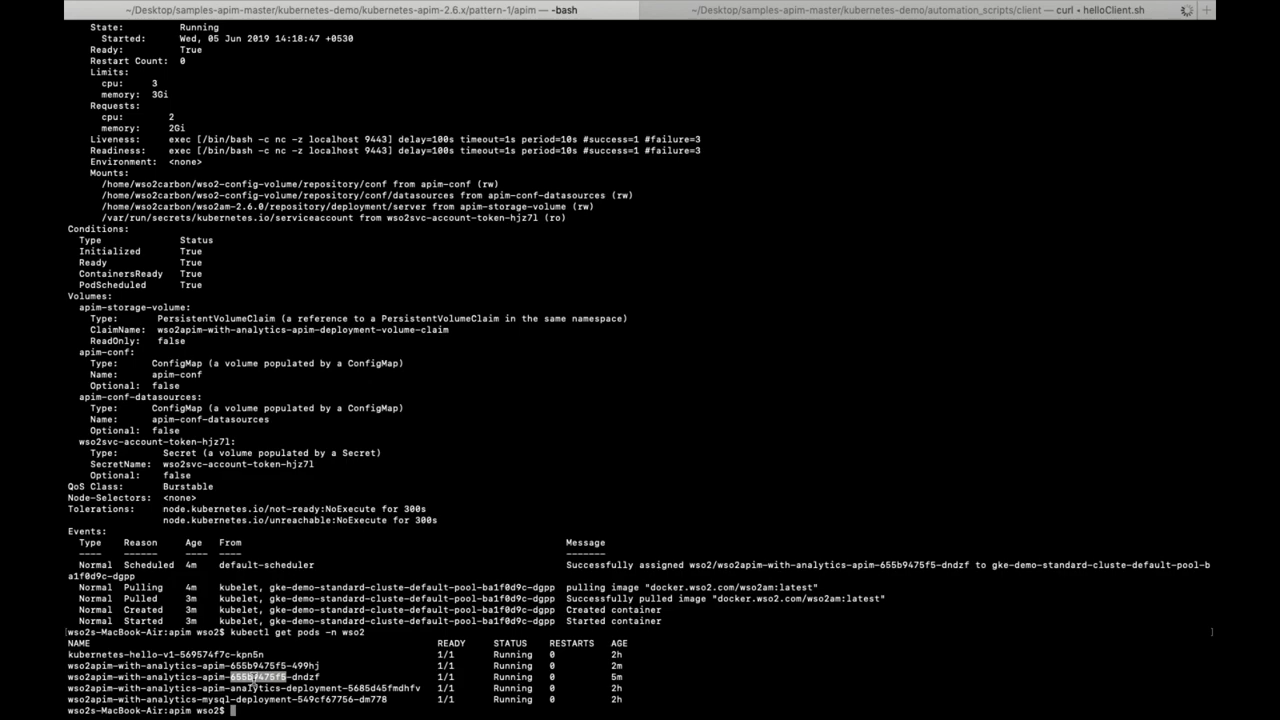 ~/Desktop/samples-apim-master/kubernetes-demo/kubernetes-apim-2.6.x/pattern-1/apim — -bash
~/Desktop/samples-apim-master/kubernetes-demo/automation_scripts/client — curl • helloClient.sh
State: Running
Started: Wed, 05 Jun 2019 14:18:47 +0530
Ready: True
Restart Count: 0
Limits:
cpu: 3
memory: 3Gi
Requests:
cpu: 2
memory: 2Gi
Liveness: exec [/bin/bash -c nc -z localhost 9443] delay=100s timeout=1s period=10s #success=1 #failure=3
Readiness: exec [/bin/bash -c nc -z localhost 9443] delay=100s timeout=1s period=10s #success=1 #failure=3
Environment: <none>
Mounts:
/home/wso2carbon/wso2-config-volume/repository/conf from apim-conf (rw)
/home/wso2carbon/wso2-config-volume/repository/conf/datasources from apim-conf-datasources (rw)
/home/wso2carbon/wso2am-2.6.0/repository/deployment/server from apim-storage-volume (rw)
/var/run/secrets/kubernetes.io/serviceaccount from wso2svc-account-token-hjz7l (ro)
Conditions:
Type Status
Initialized True
Ready True
ContainersReady True
PodScheduled True
Volumes:
apim-storage-volume:
Type: PersistentVolumeClaim (a reference to a PersistentVolumeClaim in the same namespace)
ClaimName: wso2apim-with-analytics-apim-deployment-volume-claim
ReadOnly: false
apim-conf:
Type: ConfigMap (a volume populated by a ConfigMap)
Name: apim-conf
Optional: false
apim-conf-datasources:
Type: ConfigMap (a volume populated by a ConfigMap)
Name: apim-conf-datasources
Optional: false
wso2svc-account-token-hjz7l:
Type: Secret (a volume populated by a Secret)
SecretName: wso2svc-account-token-hjz7l
Optional: false
QoS Class: Burstable
Node-Selectors: <none>
Tolerations: node.kubernetes.io/not-ready:NoExecute for 300s
node.kubernetes.io/unreachable:NoExecute for 300s
Events:
Type Reason Age From Message
---- ------ ---- ---- -------
Normal Scheduled 4m default-scheduler Successfully assigned wso2/wso2apim-with-analytics-apim-655b9475f5-dndzf to gke-demo-standard-cluste-default-pool-b
a1f0d9c-dgpp
Normal Pulling 4m kubelet, gke-demo-standard-cluste-default-pool-ba1f0d9c-dgpp pulling image "docker.wso2.com/wso2am:latest"
Normal Pulled 3m kubelet, gke-demo-standard-cluste-default-pool-ba1f0d9c-dgpp Successfully pulled image "docker.wso2.com/wso2am:latest"
Normal Created 3m kubelet, gke-demo-standard-cluste-default-pool-ba1f0d9c-dgpp Created container
Normal Started 3m kubelet, gke-demo-standard-cluste-default-pool-ba1f0d9c-dgpp Started container
[wso2s-MacBook-Air:apim wso2$ kubectl get pods -n wso2 ]
NAME READY STATUS RESTARTS AGE
kubernetes-hello-v1-569574f7c-kpn5n 1/1 Running 0 2h
wso2apim-with-analytics-apim-655b9475f5-499hj 1/1 Running 0 2m
wso2apim-with-analytics-apim-655b9475f5-dndzf 1/1 Running 0 5m
wso2apim-with-analytics-apim-analytics-deployment-5685d45fmdhfv 1/1 Running 0 2h
wso2apim-with-analytics-mysql-deployment-549cf67756-dm778 1/1 Running 0 2h
wso2s-MacBook-Air:apim wso2$